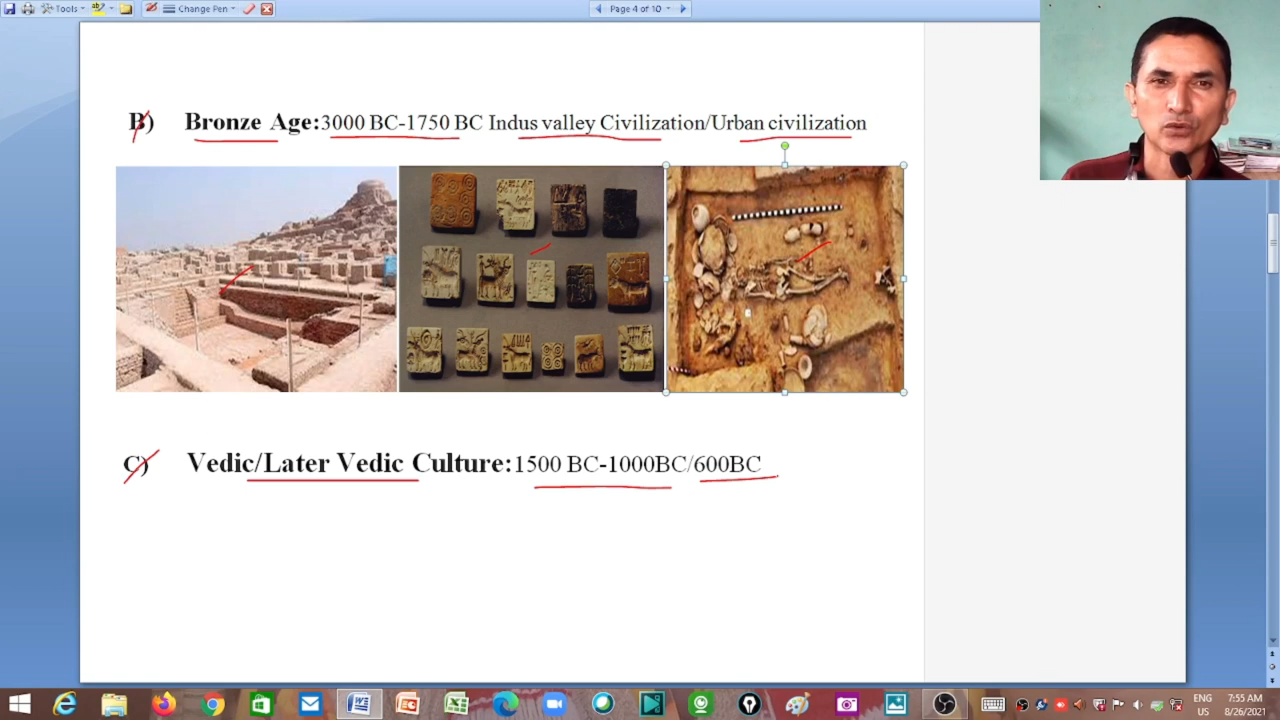 Tools
Change Pen
Page 4 of 10
B) Bronze Age:3000 BC-1750 BC Indus valley Civilization/Urban civilization
C) Vedic/Later Vedic Culture:1500 BC-1000BC/600BC
ENG 7:55 AM
US 8/26/2021